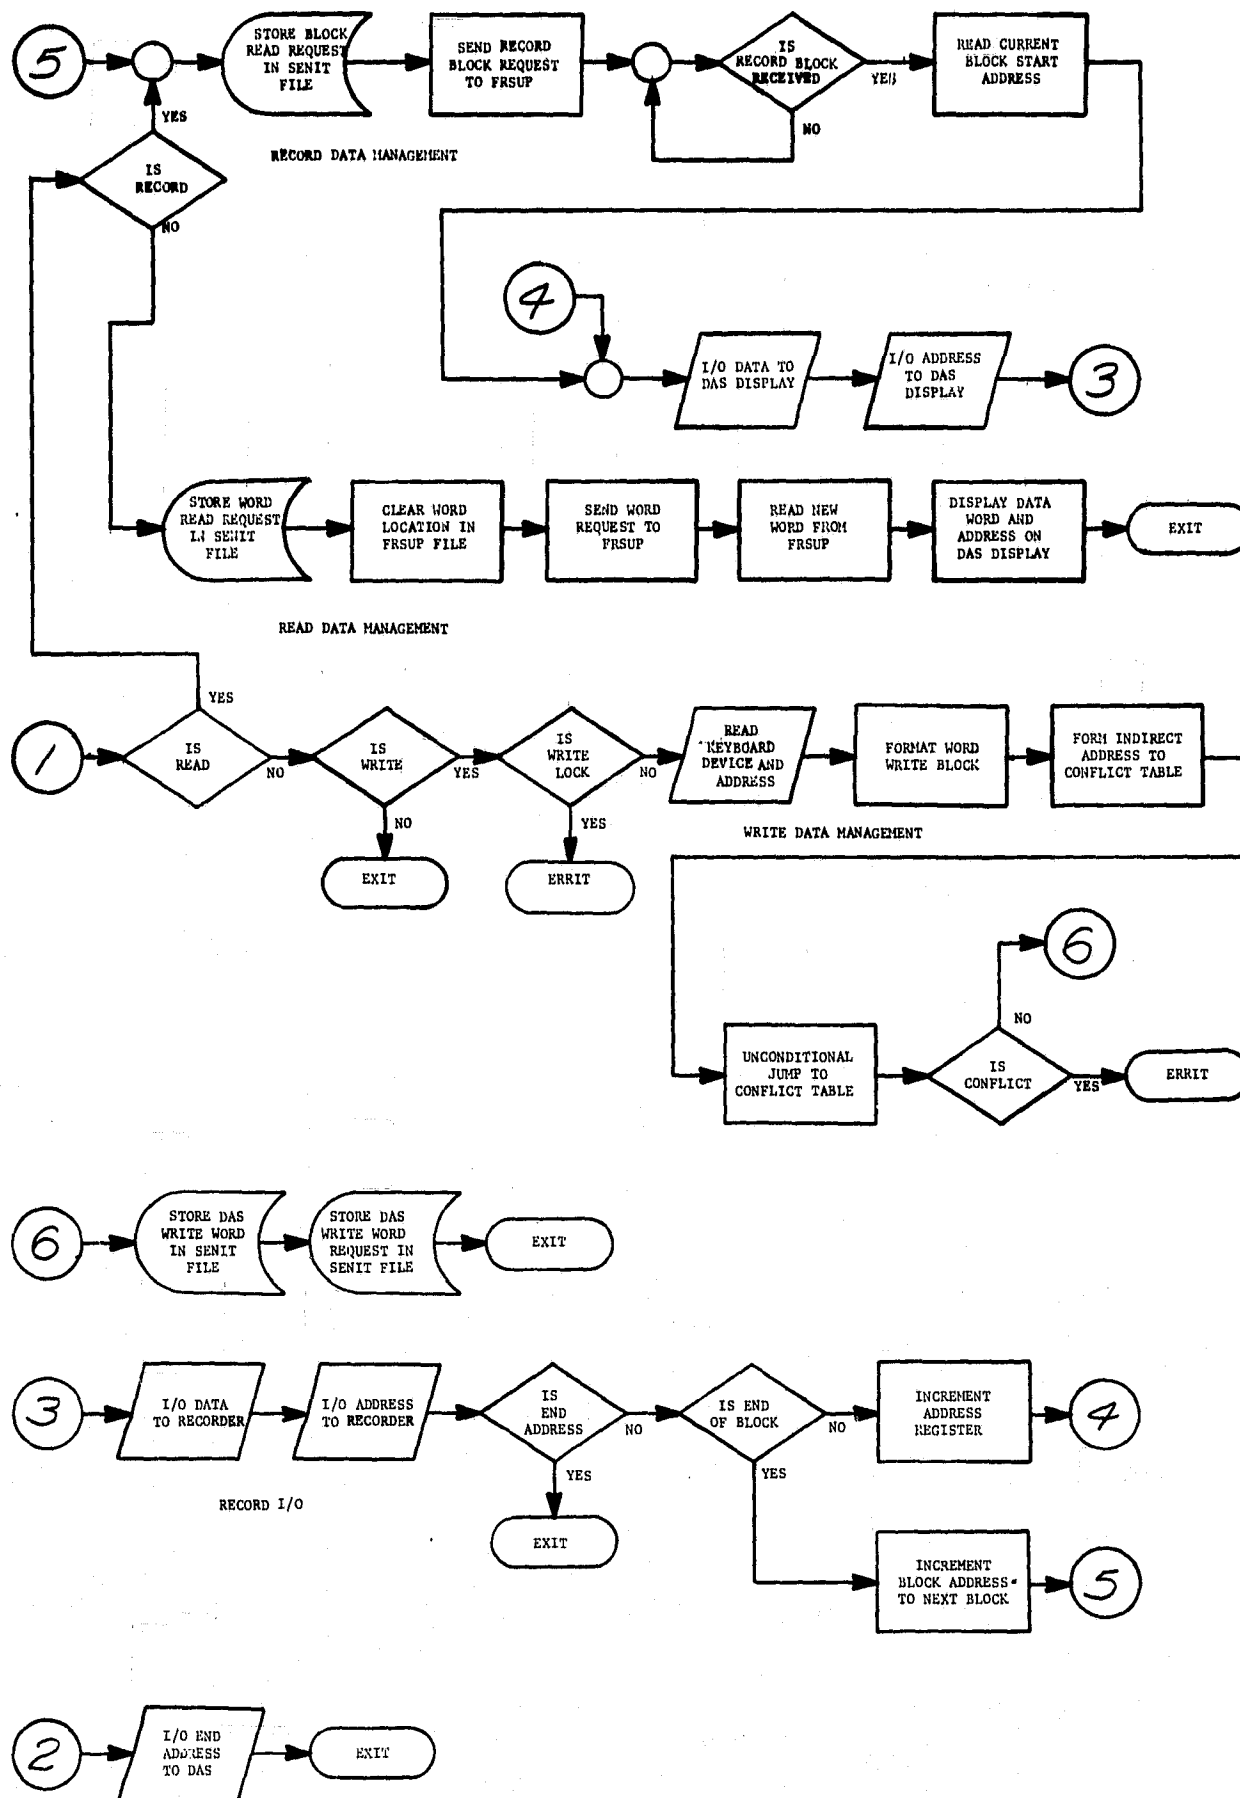 5
STORE BLOCK
READ REQUEST
IN SENIT
FILE
SEND RECORD
BLOCK REQUEST
TO FRSUP
IS
RECORD BLOCK
RECEIVED
YES
NO
READ CURRENT
BLOCK START
ADDRESS
YES
RECORD DATA MANAGEMENT
IS
RECORD
NO
4
I/O DATA TO
DAS DISPLAY
I/O ADDRESS
TO DAS
DISPLAY
3
STORE WORD
READ REQUEST
IN SENIT
FILE
CLEAR WORD
LOCATION IN
FRSUP FILE
SEND WORD
REQUEST TO
FRSUP
READ NEW
WORD FROM
FRSUP
DISPLAY DATA
WORD AND
ADDRESS ON
DAS DISPLAY
EXIT
READ DATA MANAGEMENT
YES
1
IS
READ
NO
IS
WRITE
YES
IS
WRITE
LOCK
NO
READ
KEYBOARD
DEVICE AND
ADDRESS
FORMAT WORD
WRITE BLOCK
FORM INDIRECT
ADDRESS TO
CONFLICT TABLE
NO
YES
WRITE DATA MANAGEMENT
EXIT
ERRIT
6
NO
UNCONDITIONAL
JUMP TO
CONFLICT TABLE
IS
CONFLICT
YES
ERRIT
6
STORE DAS
WRITE WORD
IN SENIT
FILE
STORE DAS
WRITE WORD
REQUEST IN
SENIT FILE
EXIT
3
I/O DATA
TO RECORDER
I/O ADDRESS
TO RECORDER
IS
END
ADDRESS
NO
IS END
OF BLOCK
NO
INCREMENT
ADDRESS
REGISTER
4
YES
YES
RECORD I/O
EXIT
INCREMENT
BLOCK ADDRESS
TO NEXT BLOCK
5
2
I/O END
ADDRESS
TO DAS
EXIT